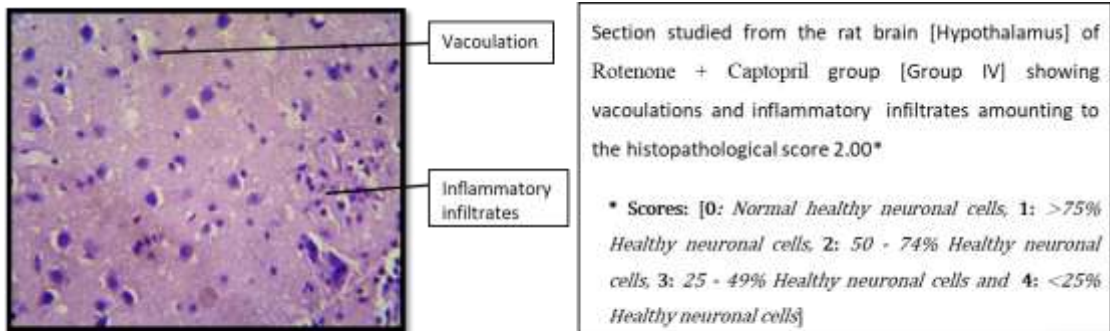 Vacoulation
Inflammatory
infiltrates
Section studied from the rat brain [Hypothalamus] of
Rotenone + Captopril group [Group IV] showing
vacoulations and inflammatory infiltrates amounting to
the histopathological score 2.00*
* Scores: [0: Normal healthy neuronal cells, 1: >75%
Healthy neuronal cells, 2: 50 - 74% Healthy neuronal
cells, 3: 25 - 49% Healthy neuronal cells and 4: <25%
Healthy neuronal cells]